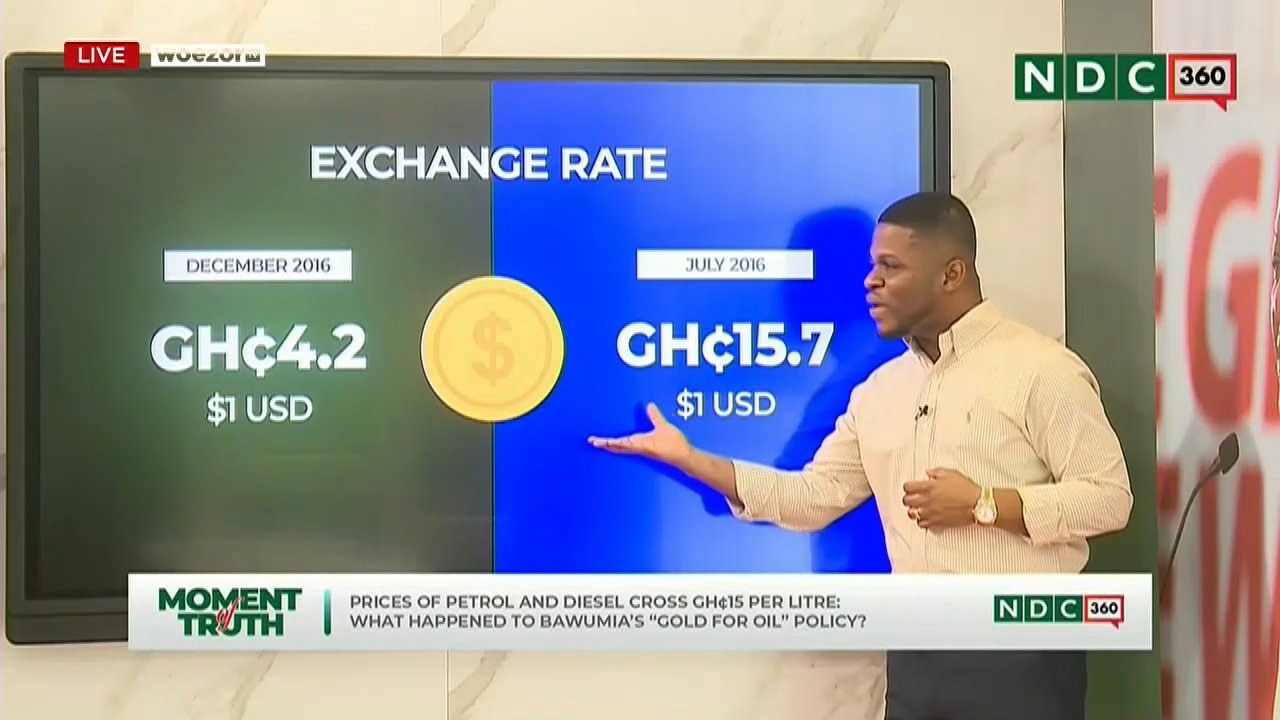 LIVE
woezor tv
NDC 360
EXCHANGE RATE
DECEMBER 2016
GH¢4.2
$1 USD
$
JULY 2016
GH¢15.7
$1 USD
MOMENT
of
TRUTH
PRICES OF PETROL AND DIESEL CROSS GH¢15 PER LITRE:
WHAT HAPPENED TO BAWUMIA'S “GOLD FOR OIL” POLICY?
NDC 360